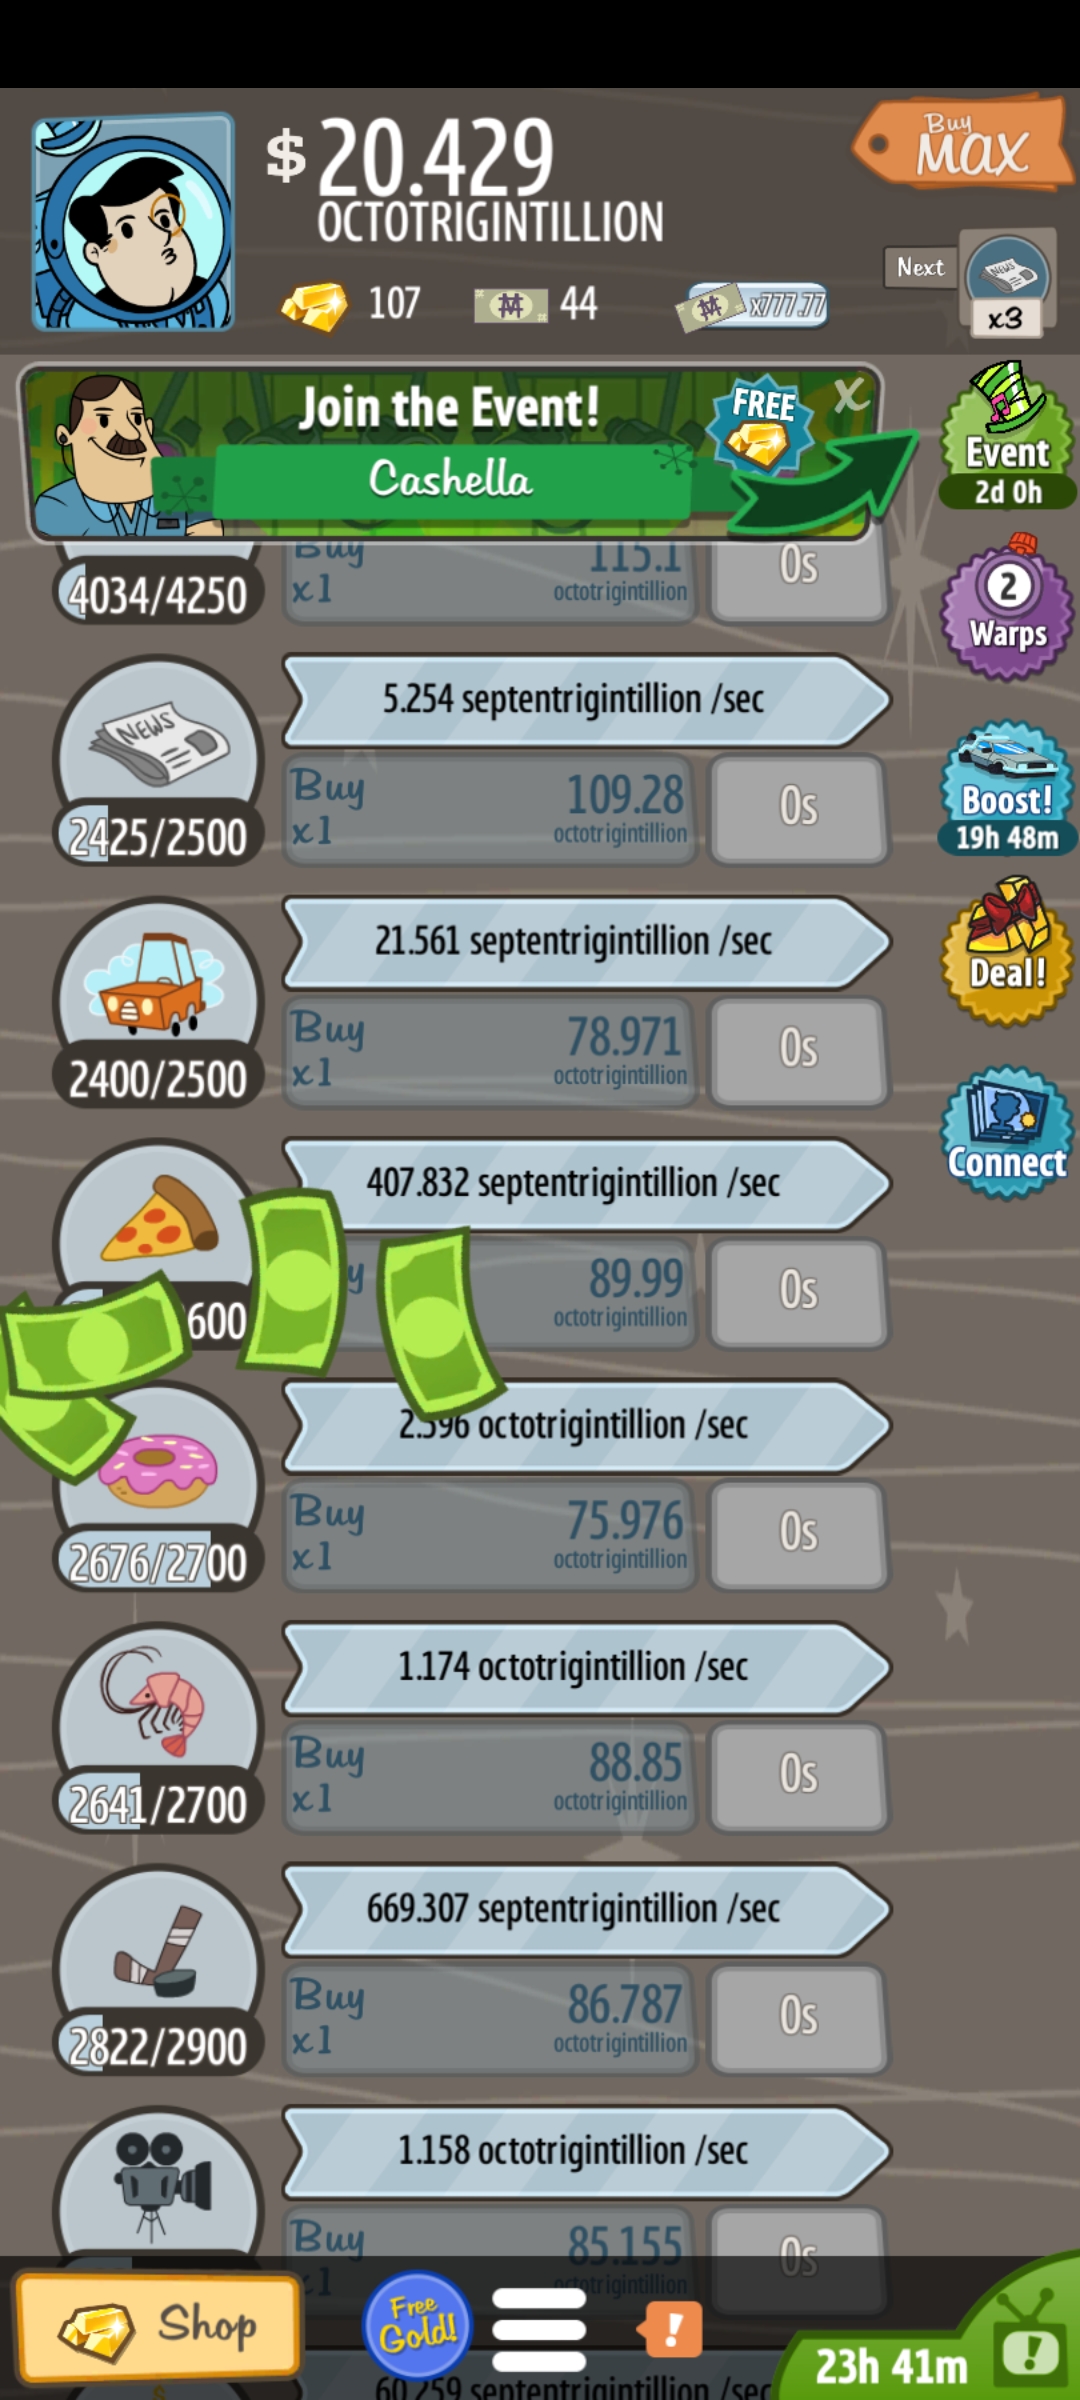 $ 20.429
OCTOTRIGINTILLION
Buy
MAX
107
44
x777.77
Next
x3
Join the Event!
Cashella
FREE
X
Event
2d 0h
4034/4250
Buy
x1
115.1
octotrigintillion
0s
2
Warps
NEWS
5.254 septentrigintillion /sec
2425/2500
Buy
x1
109.28
octotrigintillion
0s
Boost!
19h 48m
21.561 septentrigintillion /sec
2400/2500
Buy
x1
78.971
octotrigintillion
0s
Deal!
407.832 septentrigintillion /sec
600
y
89.99
octotrigintillion
0s
Connect
octotrigintillion /sec
2676/2700
Buy
x1
75.976
octotrigintillion
0s
1.174 octotrigintillion /sec
2641/2700
Buy
x1
88.85
octotrigintillion
0s
669.307 septentrigintillion /sec
2822/2900
Buy
x1
86.787
octotrigintillion
0s
1.158 octotrigintillion /sec
Buy
x1
85.155
octotrigintillion
0s
Shop
Free
Gold!
!
23h 41m
!
60.259 septentrigintillion /sec